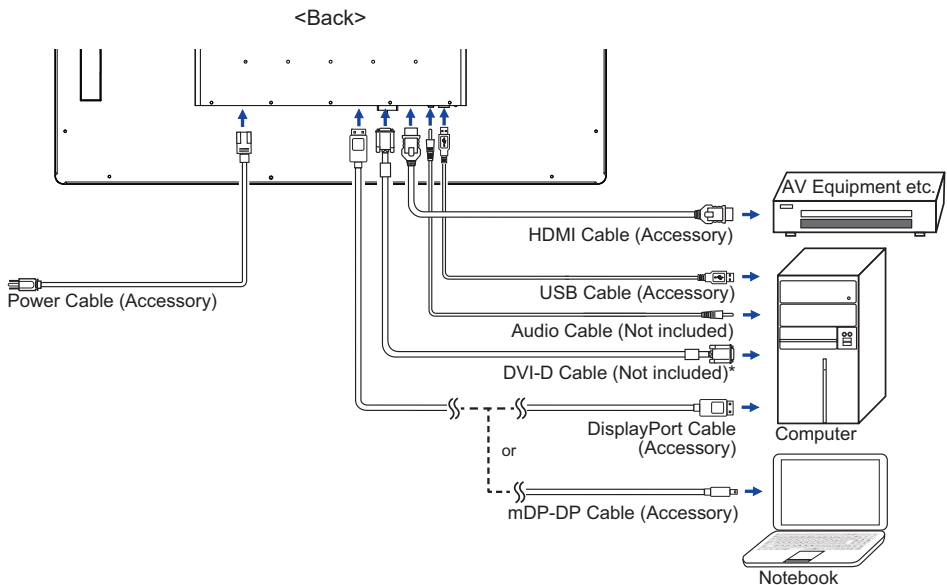 <Back>
AV Equipment etc.
HDMI Cable (Accessory)
Power Cable (Accessory)
USB Cable (Accessory)
Audio Cable (Not included)
DVI-D Cable (Not included)*
DisplayPort Cable
(Accessory)
Computer
or
mDP-DP Cable (Accessory)
Notebook